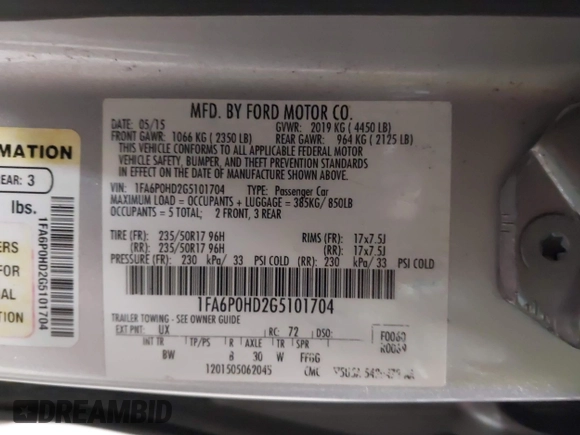 MFD. BY FORD MOTOR CO.
DATE: 05/15 GVWR: 2019 KG ( 4450 LB)
FRONT GAWR: 1066 KG ( 2350 LB) REAR GAWR: 964 KG ( 2125 LB)
THIS VEHICLE CONFORMS TO ALL APPLICABLE FEDERAL MOTOR
VEHICLE SAFETY, BUMPER, AND THEFT PREVENTION STANDARDS
IN EFFECT ON THE DATE OF MANUFACTURE SHOWN ABOVE.
VIN: 1FA6P0HD2G5101704 TYPE: Passenger Car
MAXIMUM LOAD = OCCUPANTS + LUGGAGE = 385KG/ 850LB
OCCUPANTS = 5 TOTAL; 2 FRONT, 3 REAR
TIRE (FR): 235/50R17 96H RIMS (FR): 17x7.5J
(RR): 235/50R17 96H (RR): 17x7.5J
PRESSURE (FR): 230 kPa/ 33 PSI COLD (RR) 230 kPa/ 33 PSI COLD
1FA6P0HD2G5101704
TRAILER TOWING - SEE OWNER GUIDE
EXT PNT: UX RC: 72 DSO:
INT TR TP/PS R AXLE TR SPR
BW 8 30 W FFGG
1201505062045 CMC
F0060
R0039
RMATION
EAR: 3
lbs.
1FA6P0HD2G5101704
ERS
FOR
NAL
ON
DREAMBID